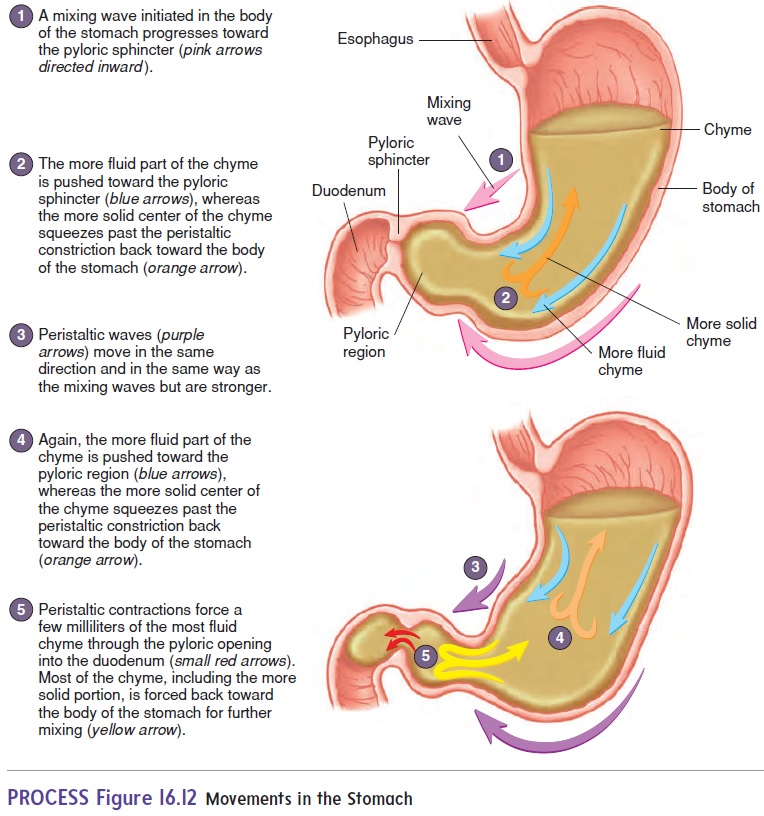 1 A mixing wave initiated in the body
of the stomach progresses toward
the pyloric sphincter (pink arrows
directed inward).
2 The more fluid part of the chyme
is pushed toward the pyloric
sphincter (blue arrows), whereas
the more solid center of the chyme
squeezes past the peristaltic
constriction back toward the body
of the stomach (orange arrow).
3 Peristaltic waves (purple
arrows) move in the same
direction and in the same way as
the mixing waves but are stronger.
4 Again, the more fluid part of the
chyme is pushed toward the
pyloric region (blue arrows),
whereas the more solid center of
the chyme squeezes past the
peristaltic constriction back
toward the body of the stomach
(orange arrow).
5 Peristaltic contractions force a
few milliliters of the most fluid
chyme through the pyloric opening
into the duodenum (small red arrows).
Most of the chyme, including the more
solid portion, is forced back toward
the body of the stomach for further
mixing (yellow arrow).
Esophagus
Mixing
wave
Pyloric
sphincter
Duodenum
1
Chyme
Body of
stomach
2
Pyloric
region
More solid
chyme
More fluid
chyme
3
4
5
PROCESS Figure 16.12 Movements in the Stomach